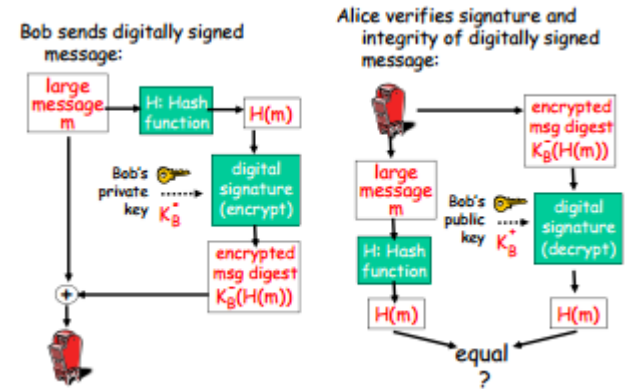 Bob sends digitally signed
message:
large
message
m
H: Hash
function
H(m)
Bob's
private
key K_B^-
digital
signature
(encrypt)
encrypted
msg digest
K_B^-(H(m))
+
Alice verifies signature and
integrity of digitally signed
message:
encrypted
msg digest
K_B^-(H(m))
large
message
m
Bob's
public
key K_B^+
digital
signature
(decrypt)
H: Hash
function
H(m)
H(m)
equal
?